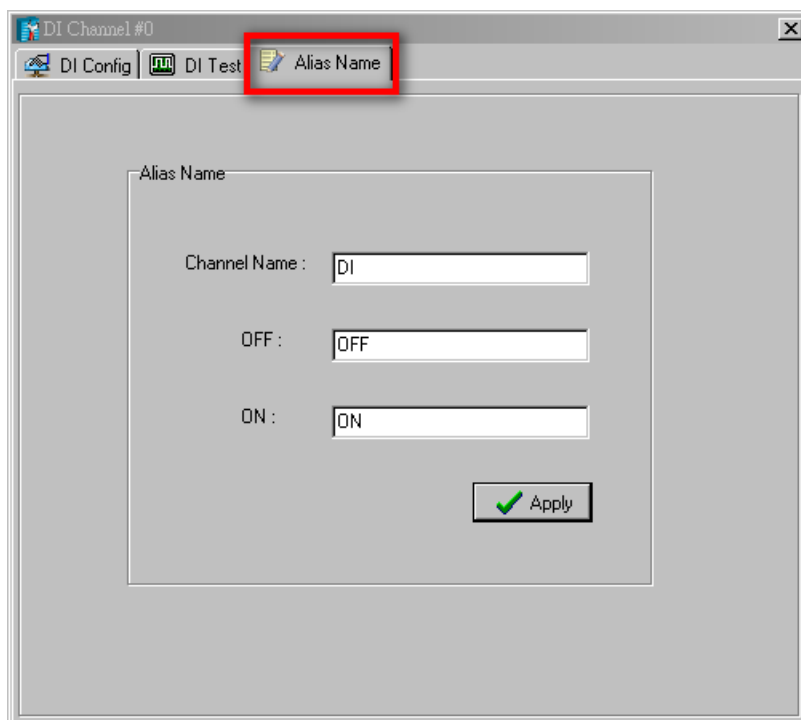 DI Channel #0
DI Config DI Test Alias Name
Alias Name
Channel Name : DI
OFF : OFF
ON : ON
Apply